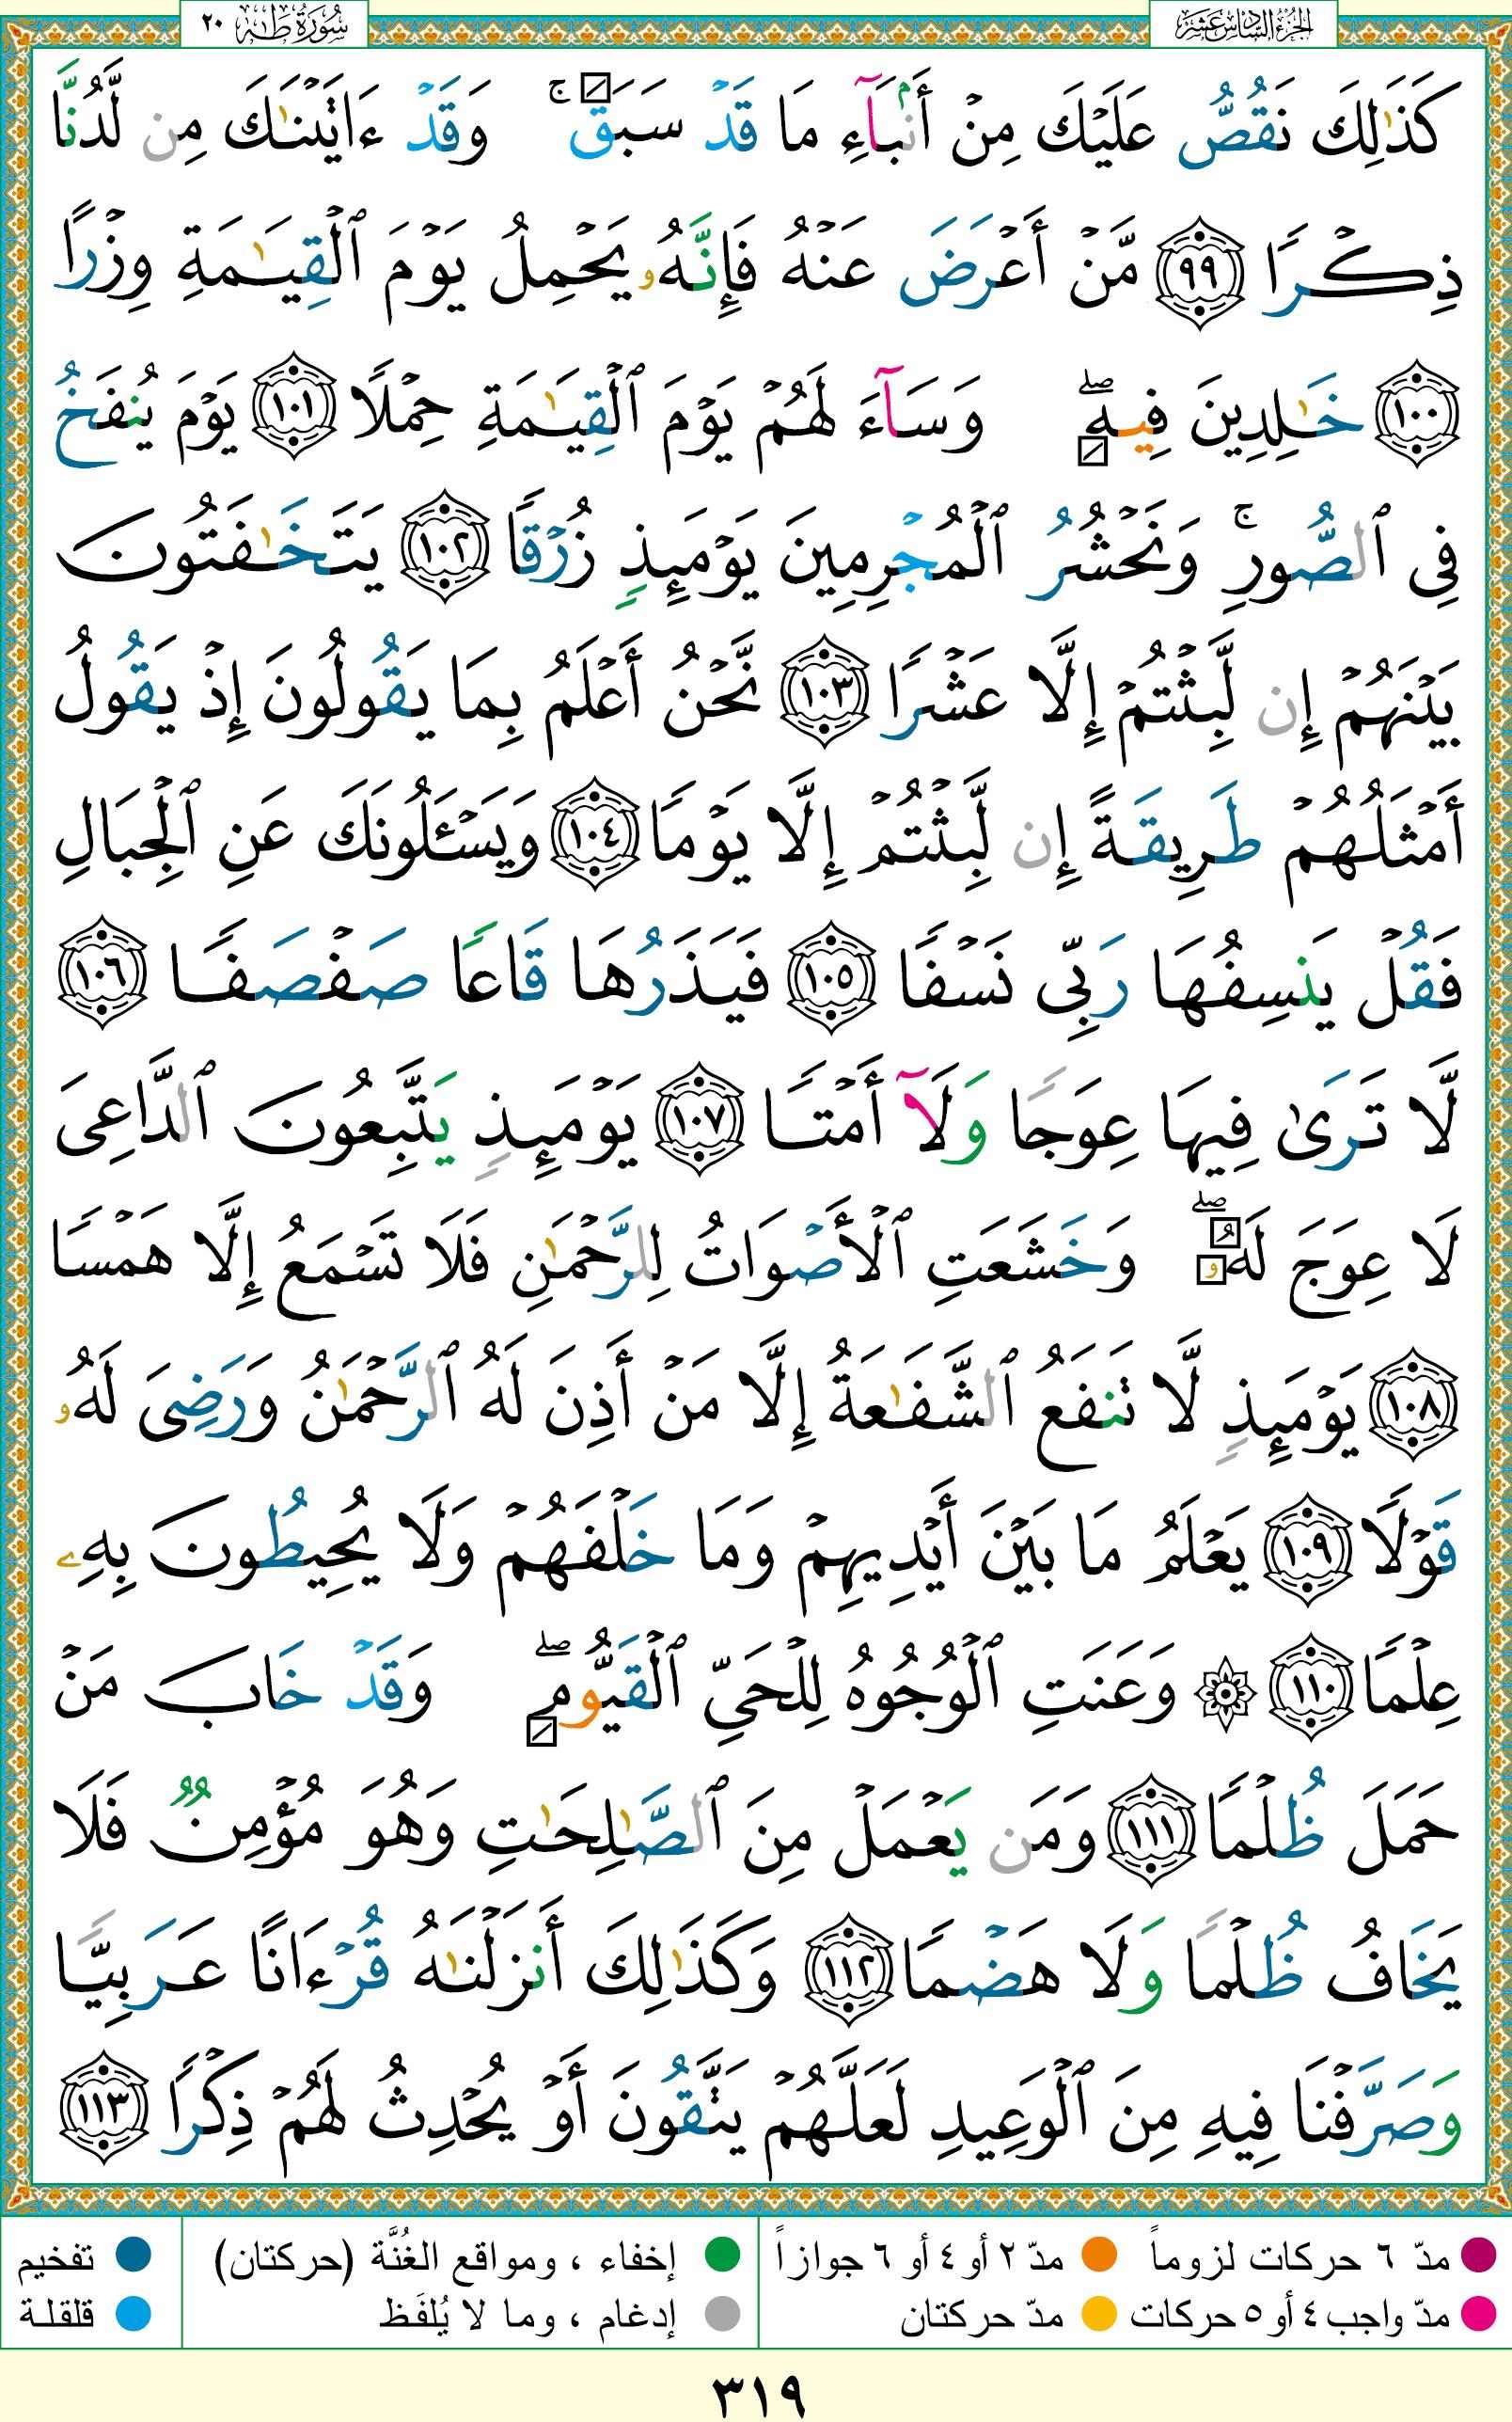 الجزء السادس عشر
سُورَةُ طَهٰ ٢٠
كَذَٰلِكَ نَقُصُّ عَلَيۡكَ مِنۡ أَنۢبَآءِ مَا قَدۡ سَبَقَۚ وَقَدۡ ءَاتَيۡنَٰكَ مِن لَّدُنَّا
ذِكۡرٗا ٩٩ مَّنۡ أَعۡرَضَ عَنۡهُ فَإِنَّهُۥ يَحۡمِلُ يَوۡمَ ٱلۡقِيَٰمَةِ وِزۡرًا
١٠٠ خَٰلِدِينَ فِيهِۖ وَسَآءَ لَهُمۡ يَوۡمَ ٱلۡقِيَٰمَةِ حِمۡلٗا ١٠١ يَوۡمَ يُنفَخُ
فِي ٱلصُّورِۚ وَنَحۡشُرُ ٱلۡمُجۡرِمِينَ يَوۡمَئِذٖ زُرۡقٗا ١٠٢ يَتَخَٰفَتُونَ
بَيۡنَهُمۡ إِن لَّبِثۡتُمۡ إِلَّا عَشۡرٗا ١٠٣ نَّحۡنُ أَعۡلَمُ بِمَا يَقُولُونَ إِذۡ يَقُولُ
أَمۡثَلُهُمۡ طَرِيقَةً إِن لَّبِثۡتُمۡ إِلَّا يَوۡمٗا ١٠٤ وَيَسۡـَٔلُونَكَ عَنِ ٱلۡجِبَالِ
فَقُلۡ يَنسِفُهَا رَبِّي نَسۡفٗا ١٠٥ فَيَذَرُهَا قَاعٗا صَفۡصَفٗا ١٠٦
لَّا تَرَىٰ فِيهَا عِوَجٗا وَلَآ أَمۡتٗا ١٠٧ يَوۡمَئِذٖ يَتَّبِعُونَ ٱلدَّاعِيَ
لَا عِوَجَ لَهُۥۖ وَخَشَعَتِ ٱلۡأَصۡوَاتُ لِلرَّحۡمَٰنِ فَلَا تَسۡمَعُ إِلَّا هَمۡسٗا
١٠٨ يَوۡمَئِذٖ لَّا تَنفَعُ ٱلشَّفَٰعَةُ إِلَّا مَنۡ أَذِنَ لَهُ ٱلرَّحۡمَٰنُ وَرَضِيَ لَهُۥ
قَوۡلٗا ١٠٩ يَعۡلَمُ مَا بَيۡنَ أَيۡدِيهِمۡ وَمَا خَلۡفَهُمۡ وَلَا يُحِيطُونَ بِهِۦ
عِلۡمٗا ١١٠ ۞ وَعَنَتِ ٱلۡوُجُوهُ لِلۡحَيِّ ٱلۡقَيُّومِۖ وَقَدۡ خَابَ مَنۡ
حَمَلَ ظُلۡمٗا ١١١ وَمَن يَعۡمَلۡ مِنَ ٱلصَّٰلِحَٰتِ وَهُوَ مُؤۡمِنٞ فَلَا
يَخَافُ ظُلۡمٗا وَلَا هَضۡمٗا ١١٢ وَكَذَٰلِكَ أَنزَلۡنَٰهُ قُرۡءَانًا عَرَبِيّٗا
وَصَرَّفۡنَا فِيهِ مِنَ ٱلۡوَعِيدِ لَعَلَّهُمۡ يَتَّقُونَ أَوۡ يُحۡدِثُ لَهُمۡ ذِكۡرٗا ١١٣
مدّ ٦ حركات لزوماً مدّ ٢ أو ٤ أو ٦ جوازاً إخفاء ، ومواقع الغُنَّة (حركتان) تفخيم
مدّ واجب ٤ أو ٥ حركات مدّ حركتان إدغام ، وما لا يُلفَظ قلقلة
٣١٩